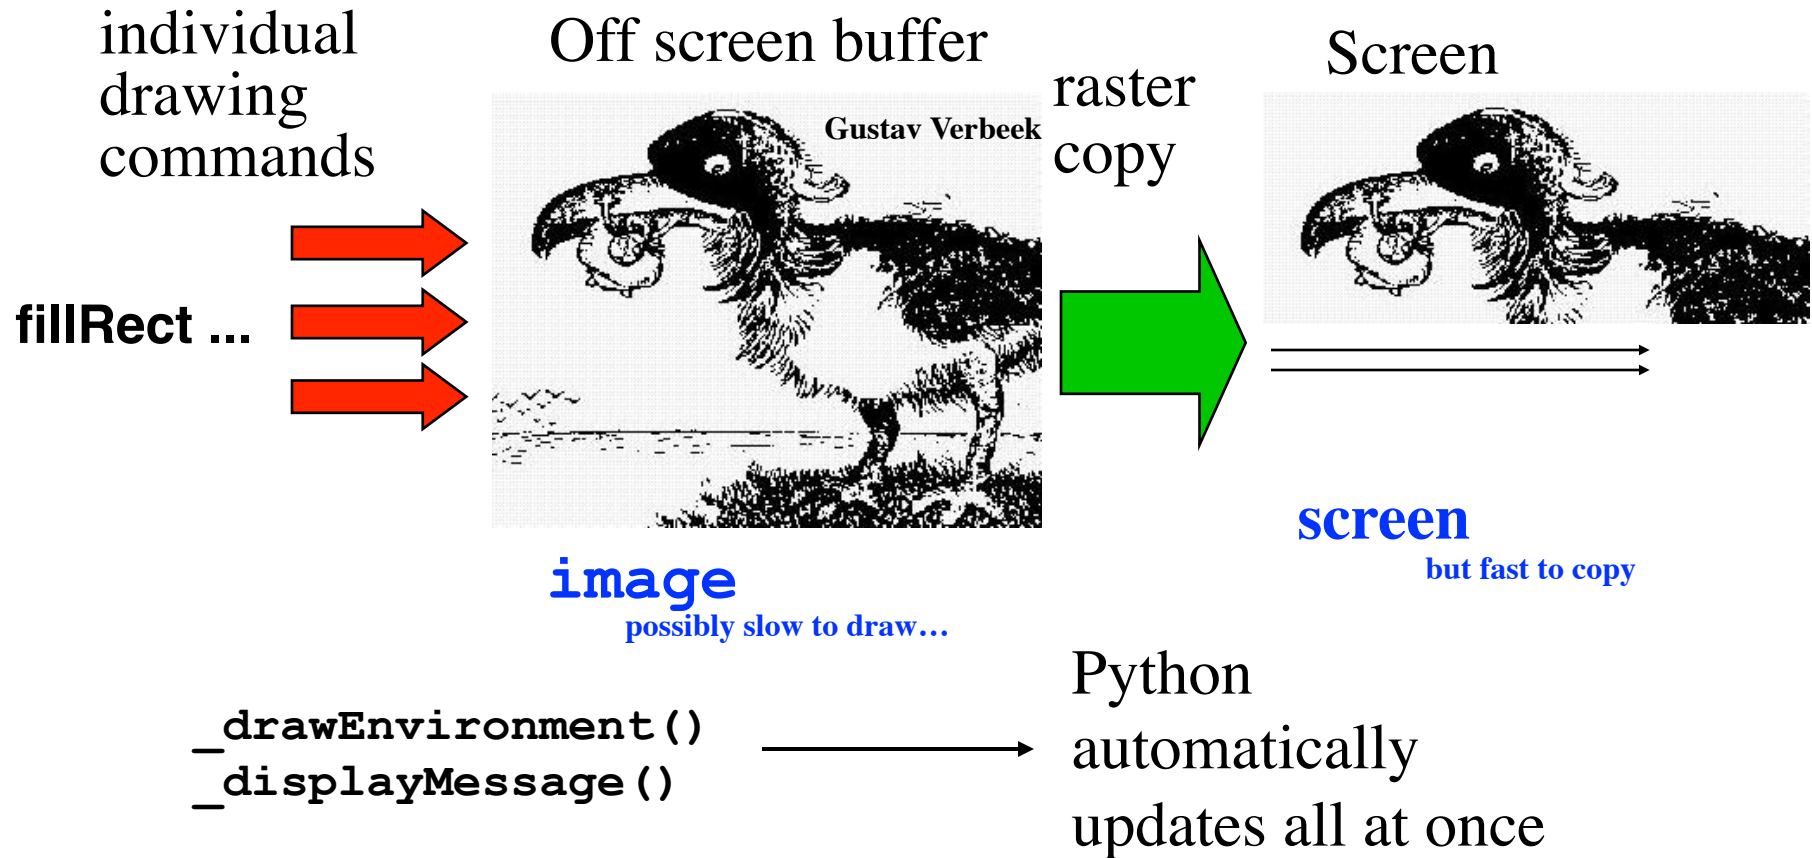 individual
drawing
commands
fillRect ...
Off screen buffer
Gustav Verbeek
raster
copy
Screen
image
possibly slow to draw…
screen
but fast to copy
_drawEnvironment()
_displayMessage()
Python
automatically
updates all at once